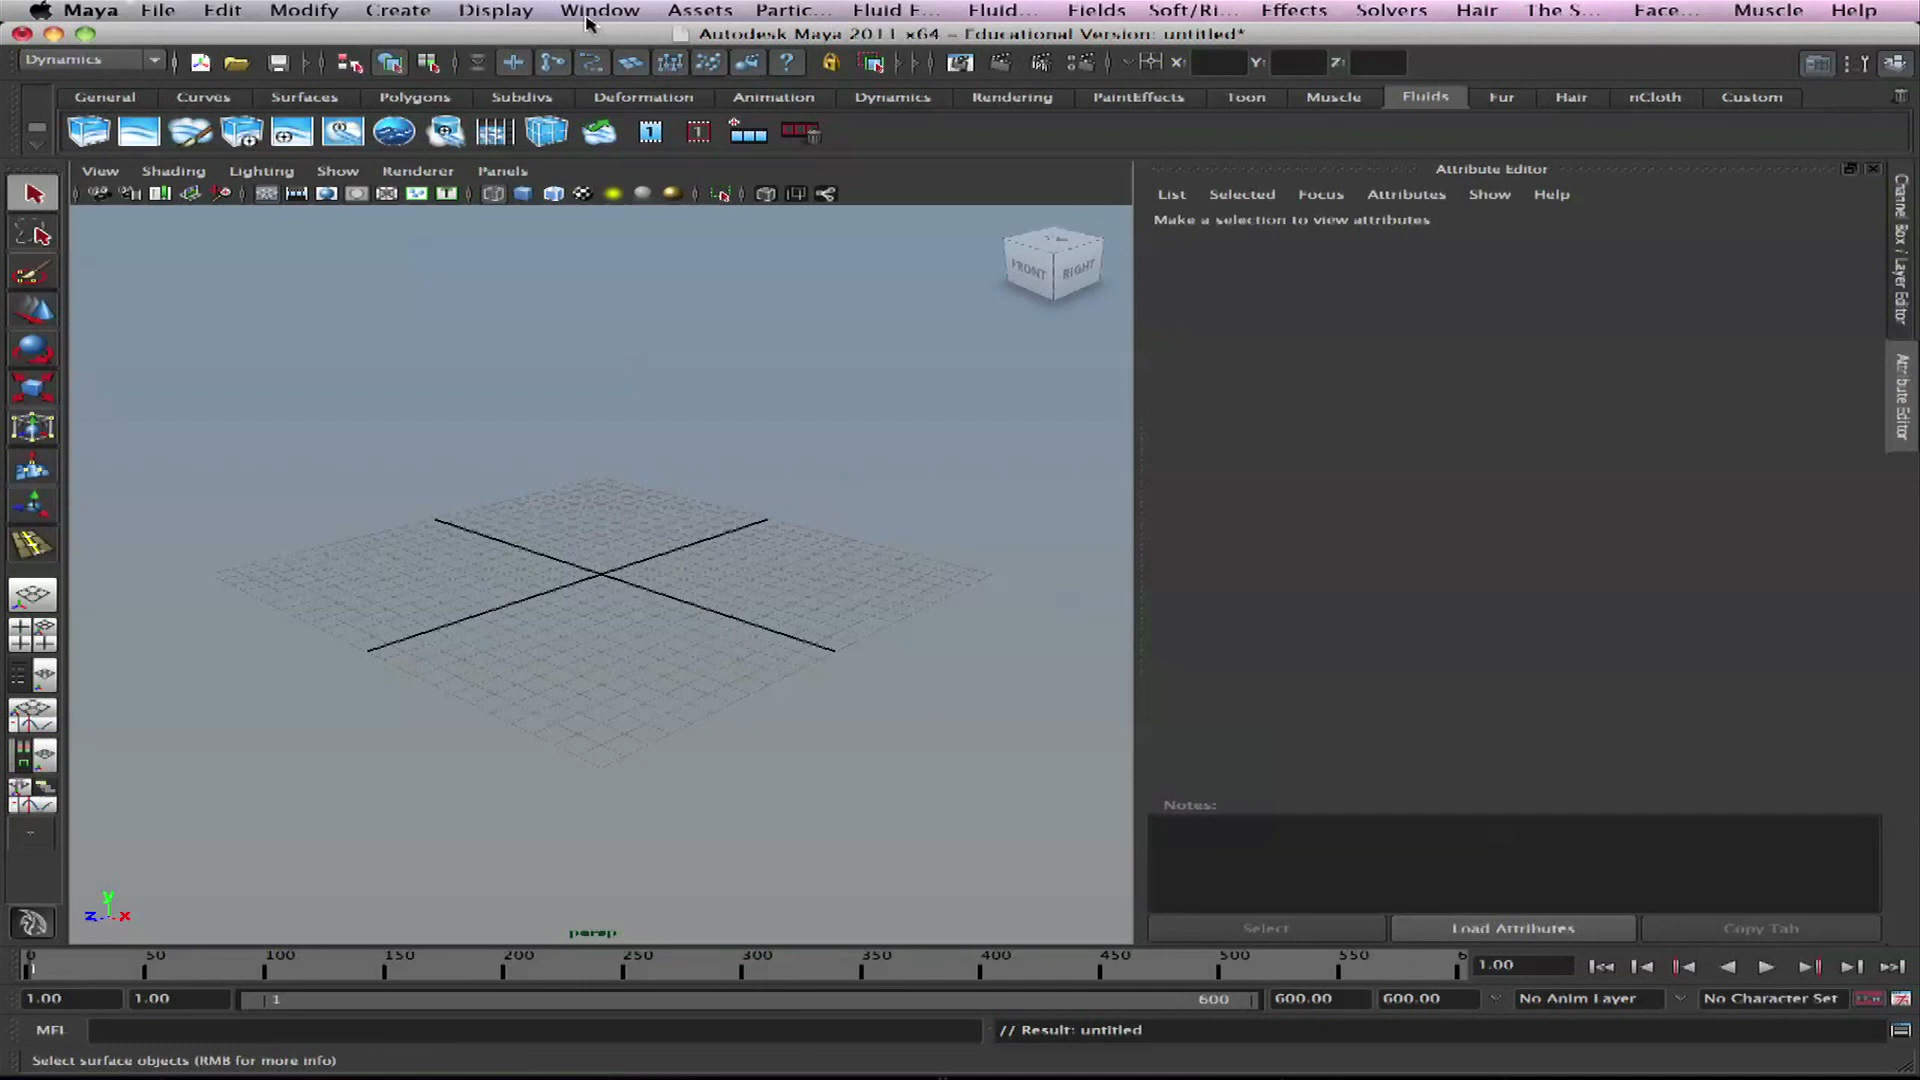 Maya File Edit Modify Create Display Window Assets Partic... Fluid E... Fluid... Fields Soft/Ri... Effects Solvers Hair The S... Face... Muscle Help
Autodesk Maya 2011 x64 – Educational Version: untitled*
Dynamics X: Y: Z:
General Curves Surfaces Polygons Subdivs Deformation Animation Dynamics Rendering PaintEffects Toon Muscle Fluids Fur Hair nCloth Custom
1 1
View Shading Lighting Show Renderer Panels
Attribute Editor
List Selected Focus Attributes Show Help
Make a selection to view attributes
FRONT RIGHT
Channel Box / Layer Editor
Attribute Editor
Notes:
y
z x
persp
Select Load Attributes Copy Tab
0 50 100 150 200 250 300 350 400 450 500 550 6
1 1.00
1.00 1.00 1 600 600.00 600.00 No Anim Layer No Character Set
MEL // Result: untitled
Select surface objects (RMB for more info)